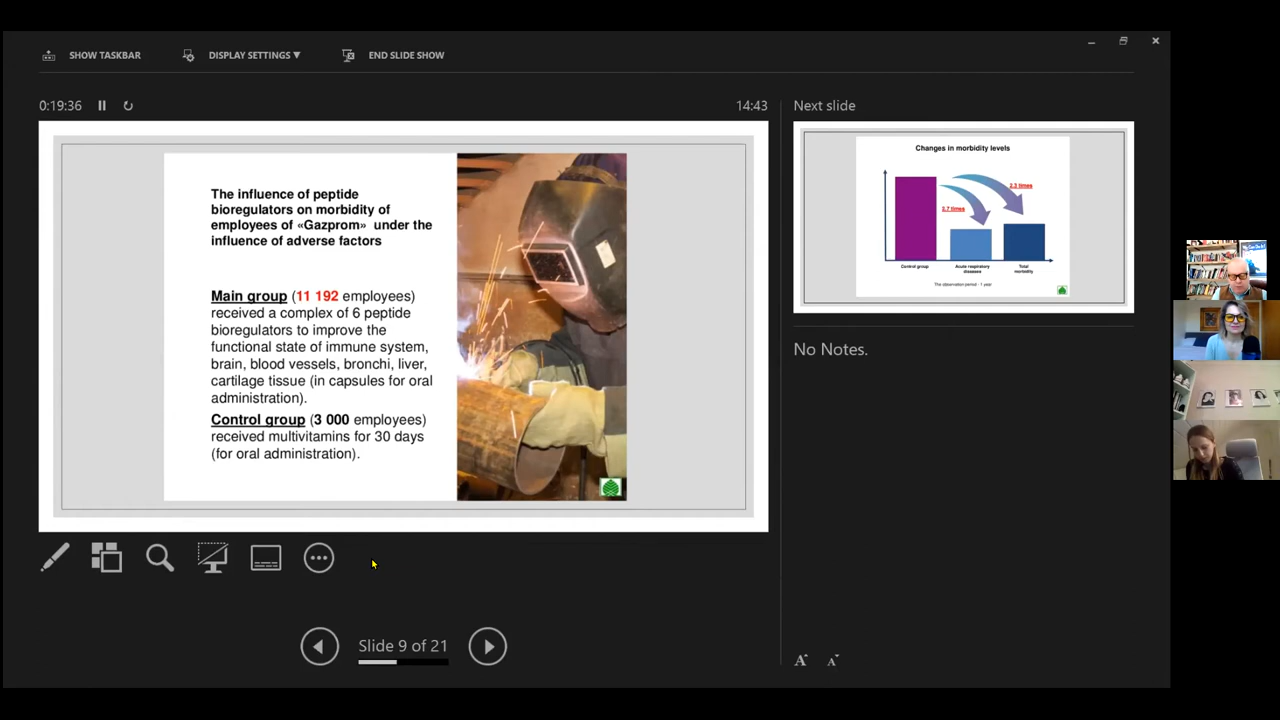 SHOW TASKBAR
DISPLAY SETTINGS ▼
END SLIDE SHOW
0:19:36
14:43
The influence of peptide
bioregulators on morbidity of
employees of «Gazprom» under the
influence of adverse factors
Main group (11 192 employees)
received a complex of 6 peptide
bioregulators to improve the
functional state of immune system,
brain, blood vessels, bronchi, liver,
cartilage tissue (in capsules for oral
administration).
Control group (3 000 employees)
received multivitamins for 30 days
(for oral administration).
Slide 9 of 21
Next slide
Changes in morbidity levels
2.3 times
2.7 times
Control group
Acute respiratory
diseases
Total
morbidity
The observation period - 1 year
No Notes.
A
A